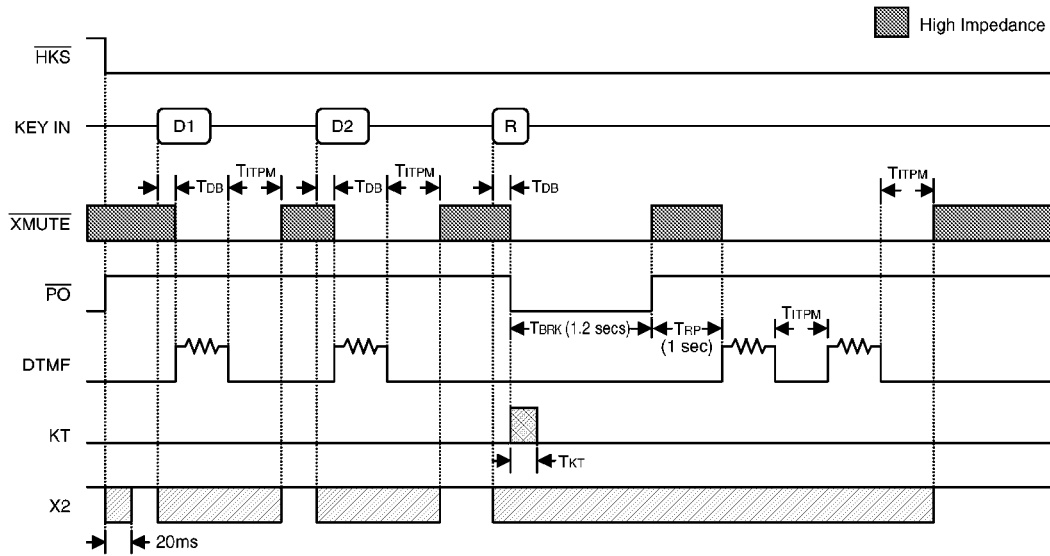 High Impedance
HKS
KEY IN
D1
D2
R
TDB
TITPM
TDB
TITPM
TDB
TITPM
XMUTE
PO
TBRK (1.2 secs)
TRP
(1 sec)
TITPM
DTMF
KT
TKT
X2
20ms